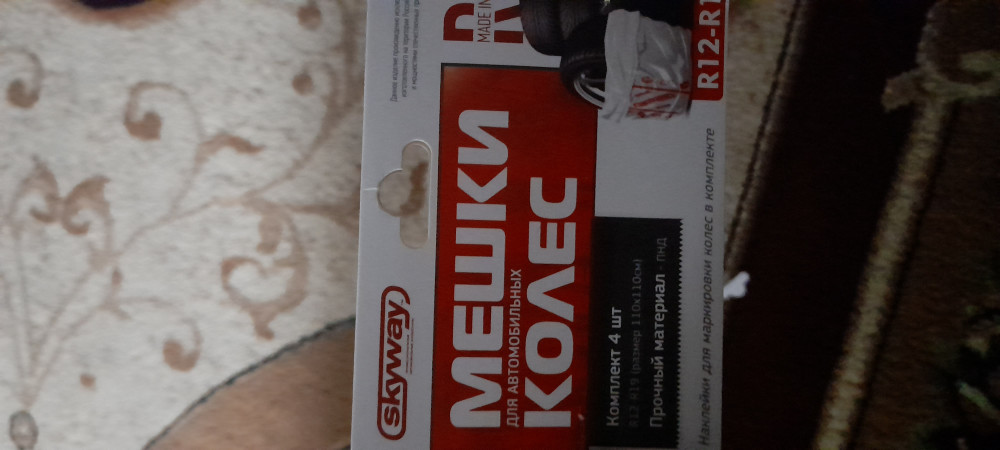 skyway
МЕШКИ
ДЛЯ АВТОМОБИЛЬНЫХ
КОЛЕС
Комплект 4 шт
R12-R19 (размер 110х110см)
Прочный материал - пнд
Наклейки для маркировки колес в комплекте
MADE IN
R12-R1